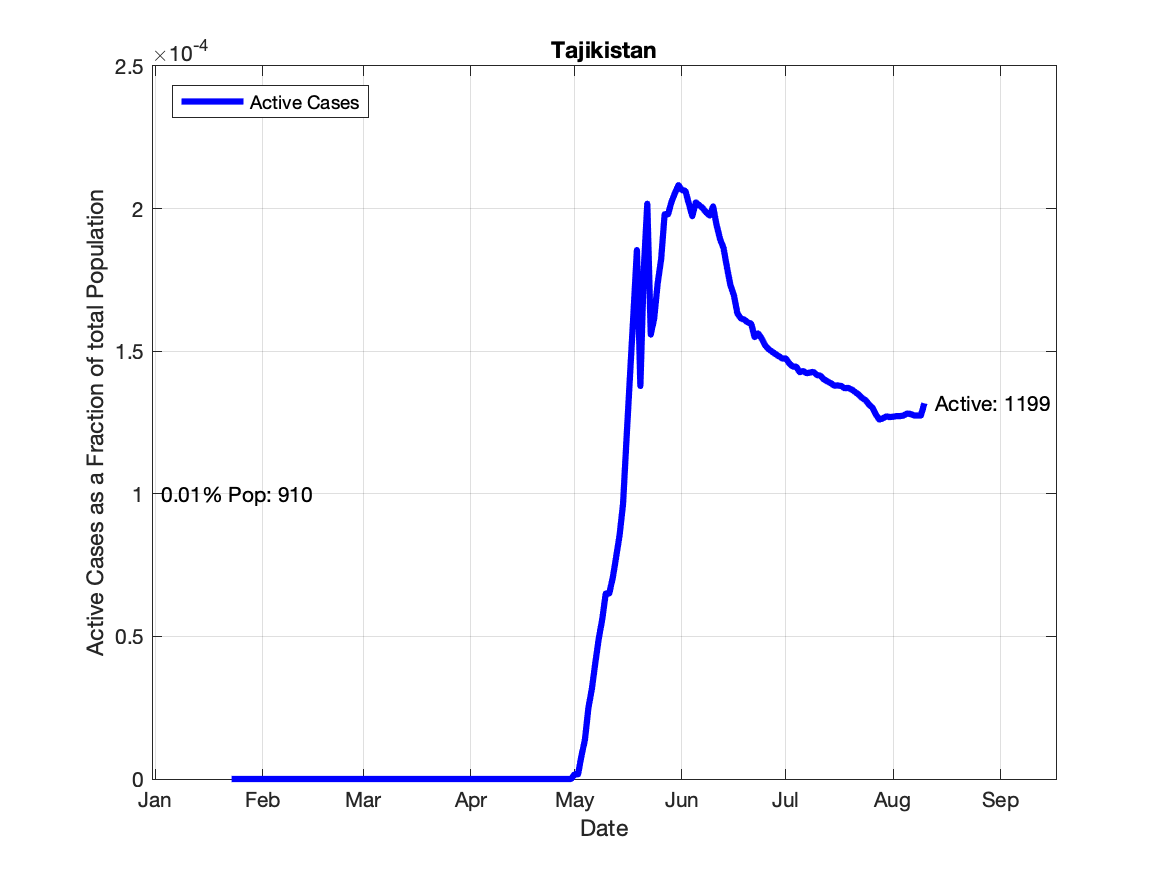 Tajikistan
×10⁻⁴
2.5
2
1.5
1
0.5
0
Active Cases as a Fraction of total Population
Active Cases
0.01% Pop: 910
Active: 1199
Jan Feb Mar Apr May Jun Jul Aug Sep
Date